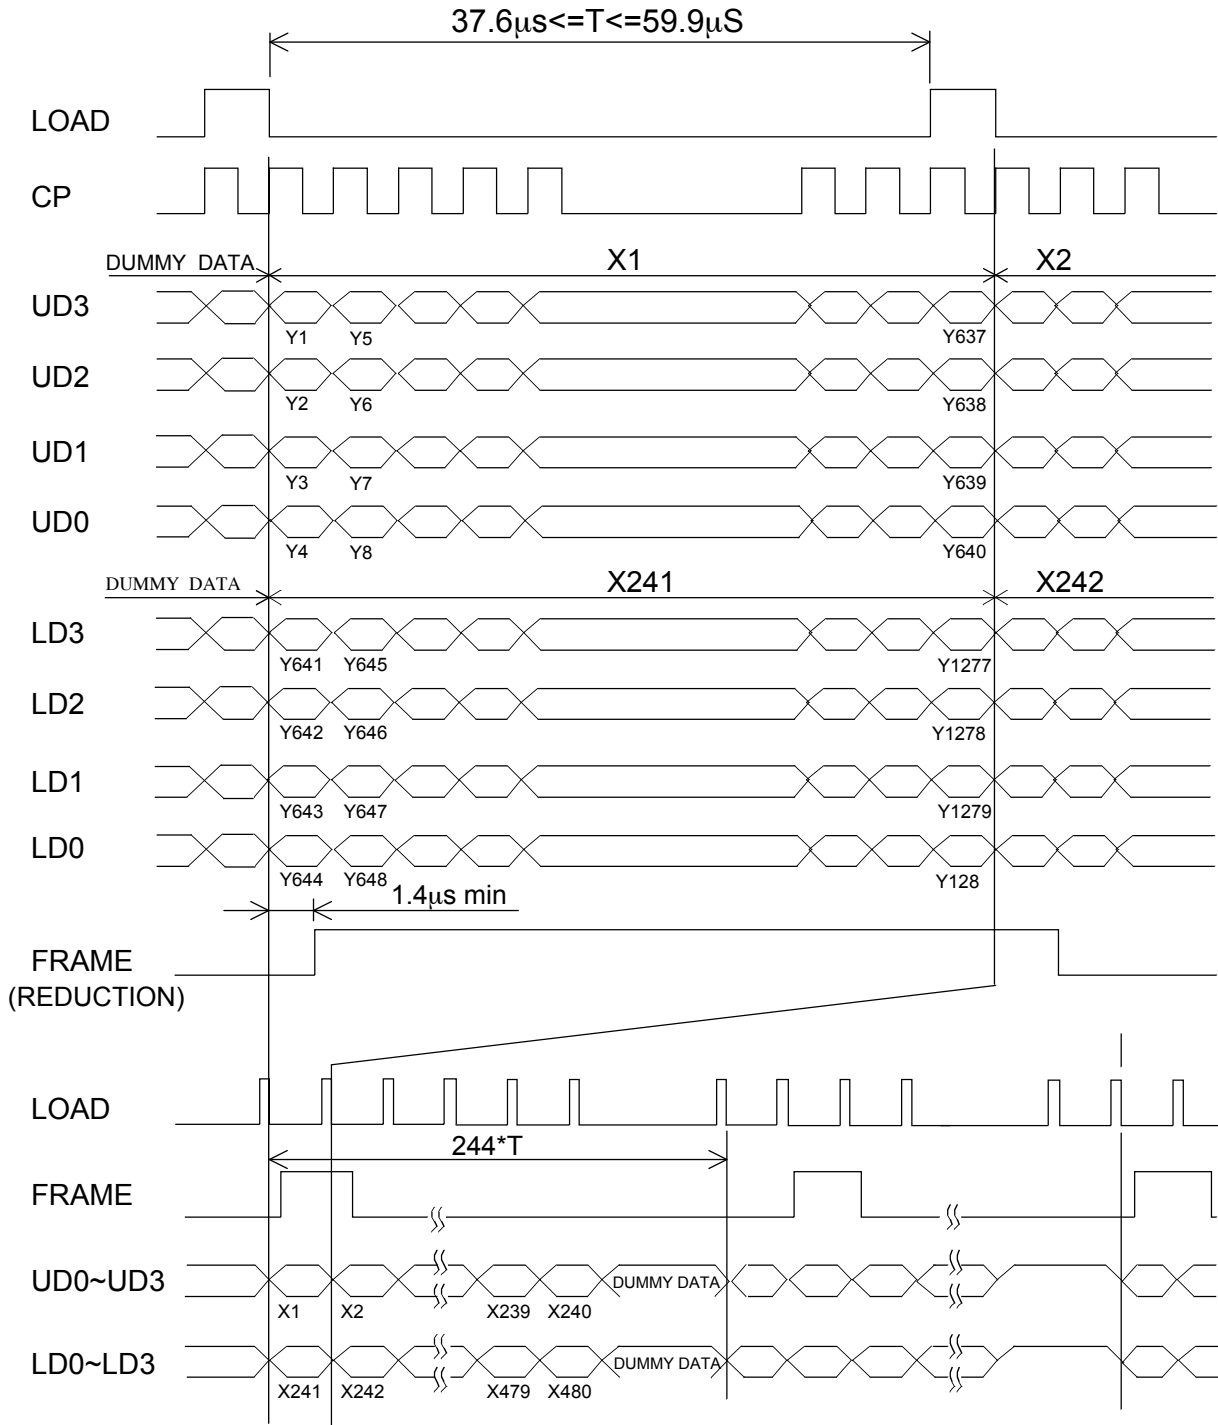 37.6μs<=T<=59.9μS
LOAD
CP
DUMMY DATA X1 X2
UD3
Y1 Y5 Y637
UD2
Y2 Y6 Y638
UD1
Y3 Y7 Y639
UD0
Y4 Y8 Y640
DUMMY DATA X241 X242
LD3
Y641 Y645 Y1277
LD2
Y642 Y646 Y1278
LD1
Y643 Y647 Y1279
LD0
Y644 Y648 Y128
1.4μs min
FRAME
(REDUCTION)
LOAD
244*T
FRAME
UD0~UD3 DUMMY DATA
X1 X2 X239 X240
LD0~LD3 DUMMY DATA
X241 X242 X479 X480